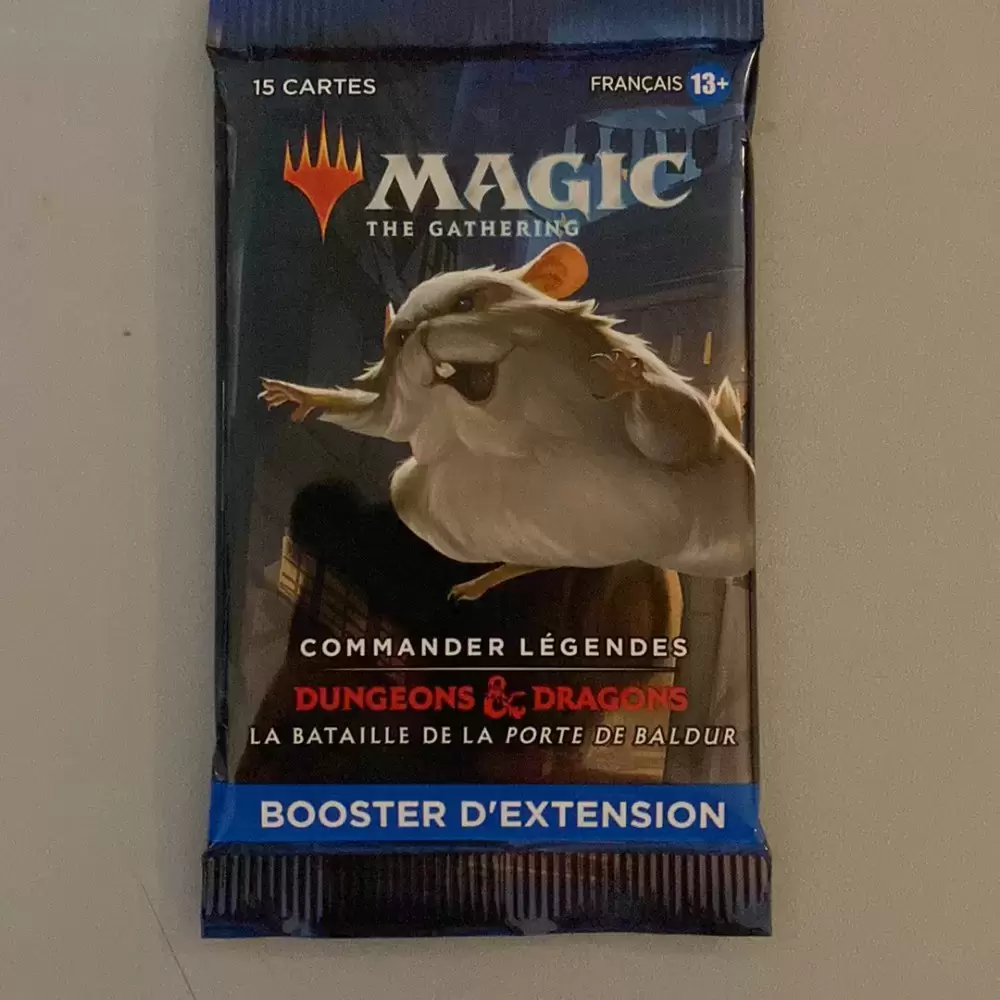 15 CARTES
FRANÇAIS 13+
MAGIC
THE GATHERING
COMMANDER LÉGENDES
DUNGEONS & DRAGONS
LA BATAILLE DE LA PORTE DE BALDUR
BOOSTER D'EXTENSION